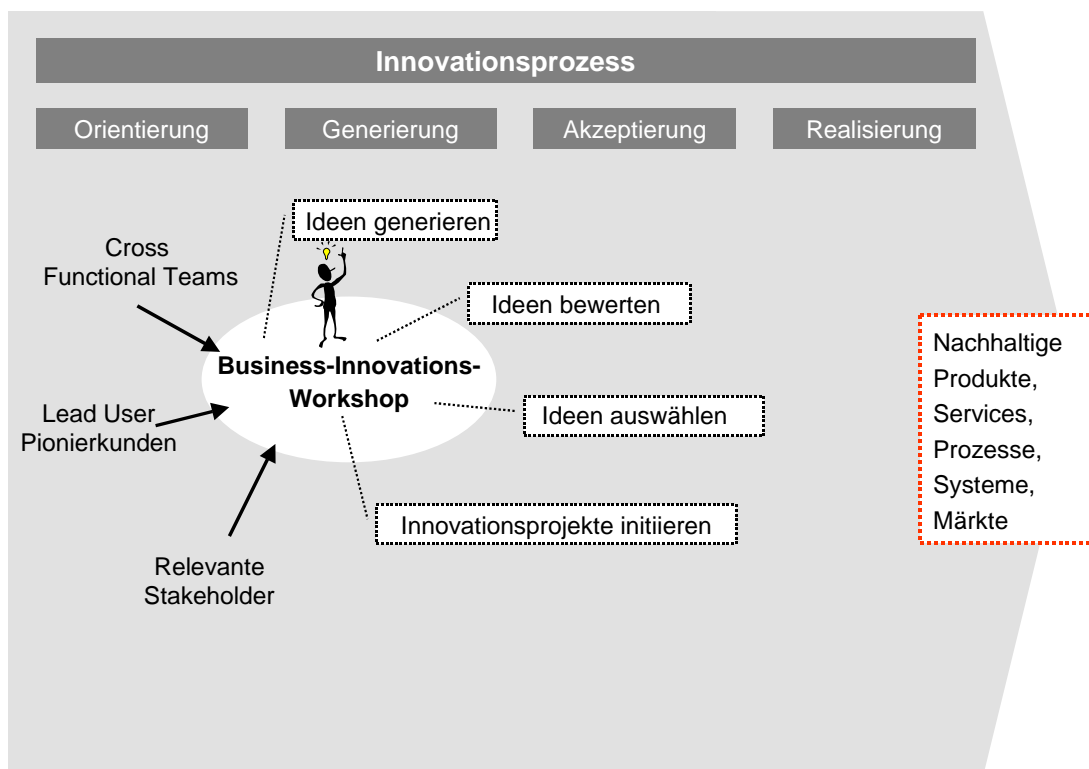 Innovationsprozess
Orientierung
Generierung
Akzeptierung
Realisierung
Ideen generieren
Cross
Functional Teams
Ideen bewerten
Business-Innovations-
Workshop
Lead User
Pionierkunden
Ideen auswählen
Innovationsprojekte initiieren
Relevante
Stakeholder
Nachhaltige
Produkte,
Services,
Prozesse,
Systeme,
Märkte